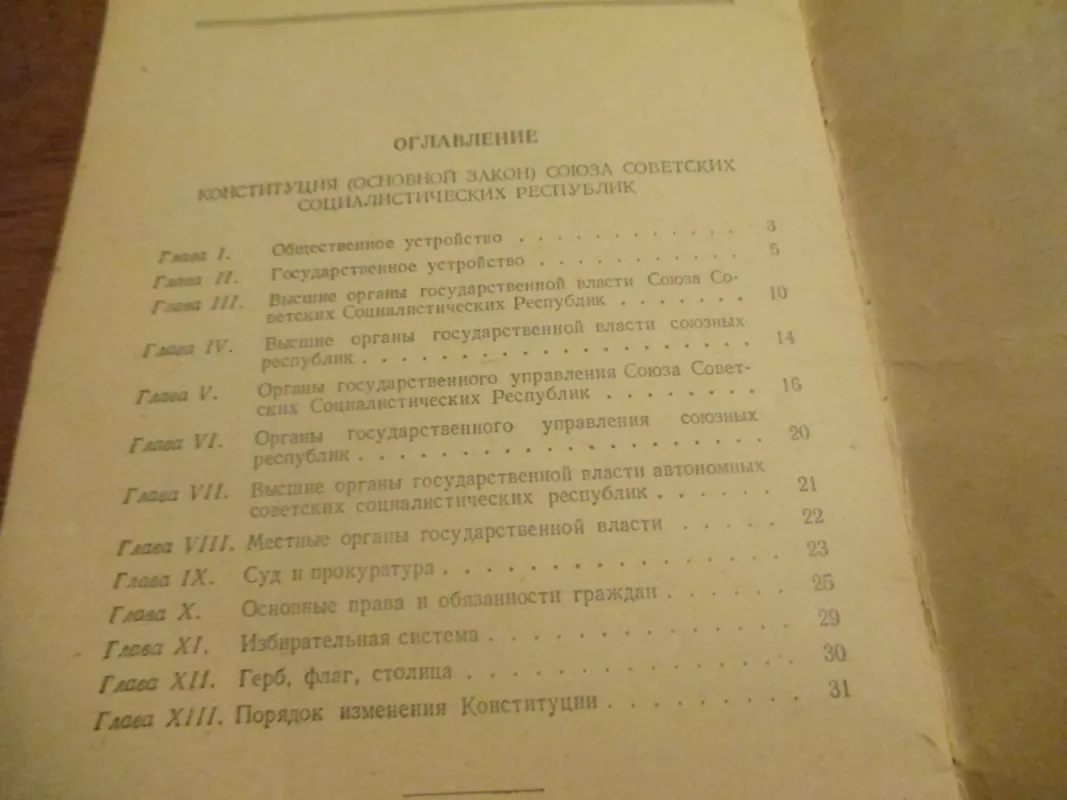 ОГЛАВЛЕНИЕ
КОНСТИТУЦИЯ (ОСНОВНОЙ ЗАКОН) СОЮЗА СОВЕТСКИХ
СОЦИАЛИСТИЧЕСКИХ РЕСПУБЛИК
Глава I. Общественное устройство . . . . . . . . . . . . 3
Глава II. Государственное устройство . . . . . . . . . . . 5
Глава III. Высшие органы государственной власти Союза Со-
ветских Социалистических Республик . . . . . . . 10
Глава IV. Высшие органы государственной власти союзных
республик . . . . . . . . . . . . . . . . . . . . 14
Глава V. Органы государственного управления Союза Совет-
ских Социалистических Республик . . . . . . . . 16
Глава VI. Органы государственного управления союзных
республик . . . . . . . . . . . . . . . . . . 20
Глава VII. Высшие органы государственной власти автономных
советских социалистических республик . . . . . . 21
Глава VIII. Местные органы государственной власти . . . . . 22
Глава IX. Суд и прокуратура . . . . . . . . . . . . . . . 23
Глава X. Основные права и обязанности граждан . . . . . . 25
Глава XI. Избирательная система . . . . . . . . . . . . . 29
Глава XII. Герб, флаг, столица . . . . . . . . . . . . . . 30
Глава XIII. Порядок изменения Конституции . . . . . . . . . 31